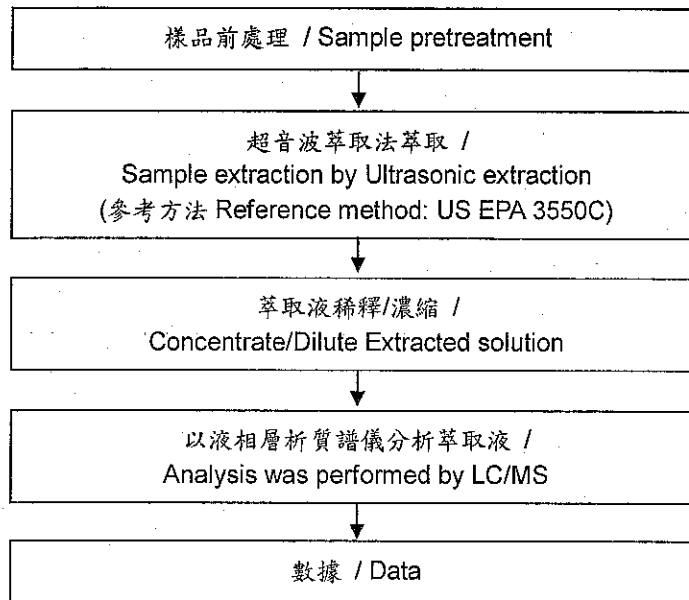 樣品前處理 / Sample pretreatment
超音波萃取法萃取 /
Sample extraction by Ultrasonic extraction
(參考方法 Reference method: US EPA 3550C)
萃取液稀釋/濃縮 /
Concentrate/Dilute Extracted solution
以液相層析質譜儀分析萃取液 /
Analysis was performed by LC/MS
數據 / Data